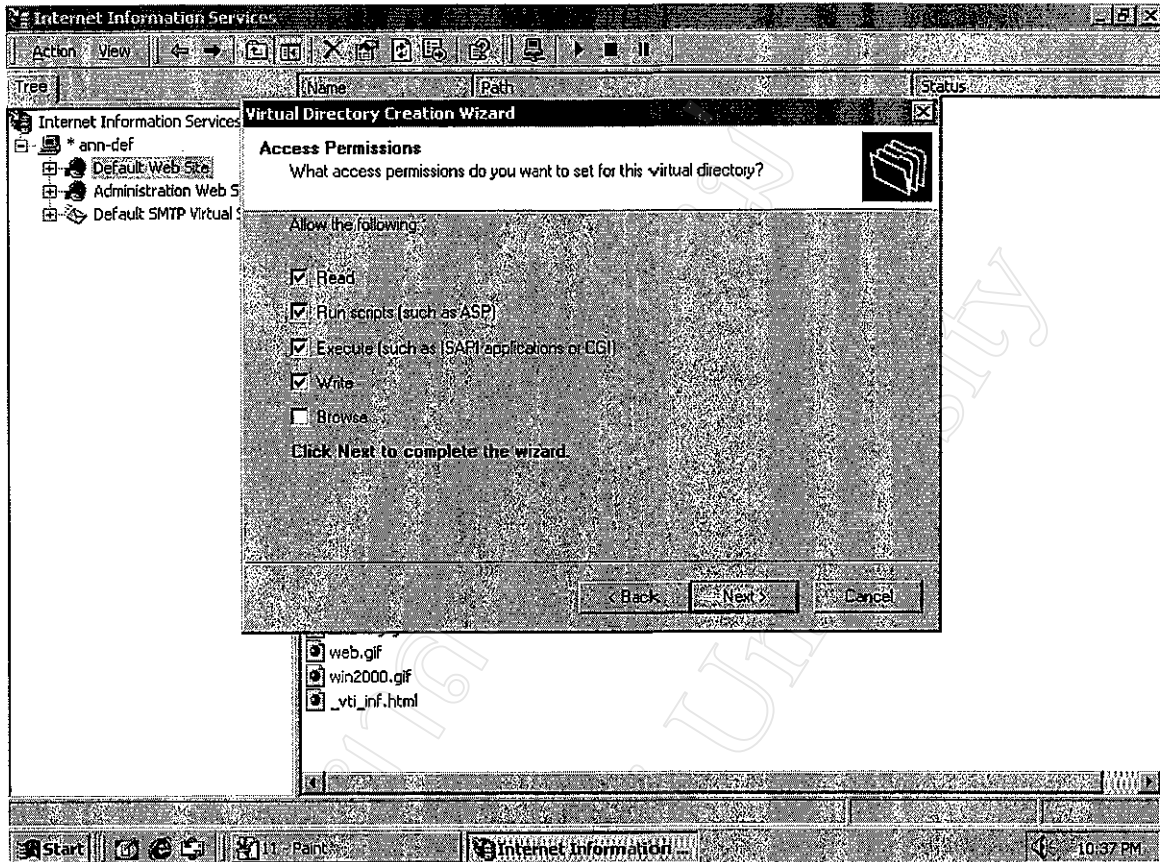 Internet Information Services
Action View
Tree
Name Path Status
Internet Information Services
* ann-def
Default Web Site
Administration Web S
Default SMTP Virtual S
Virtual Directory Creation Wizard
Access Permissions
What access permissions do you want to set for this virtual directory?
Allow the following:
Read
Run scripts (such as ASP)
Execute (such as ISAPI applications or CGI)
Write
Browse
Click Next to complete the wizard.
< Back Next > Cancel
web.gif
win2000.gif
_vti_inf.html
Start 11 - Paint Internet Information ... 10:37 PM
University